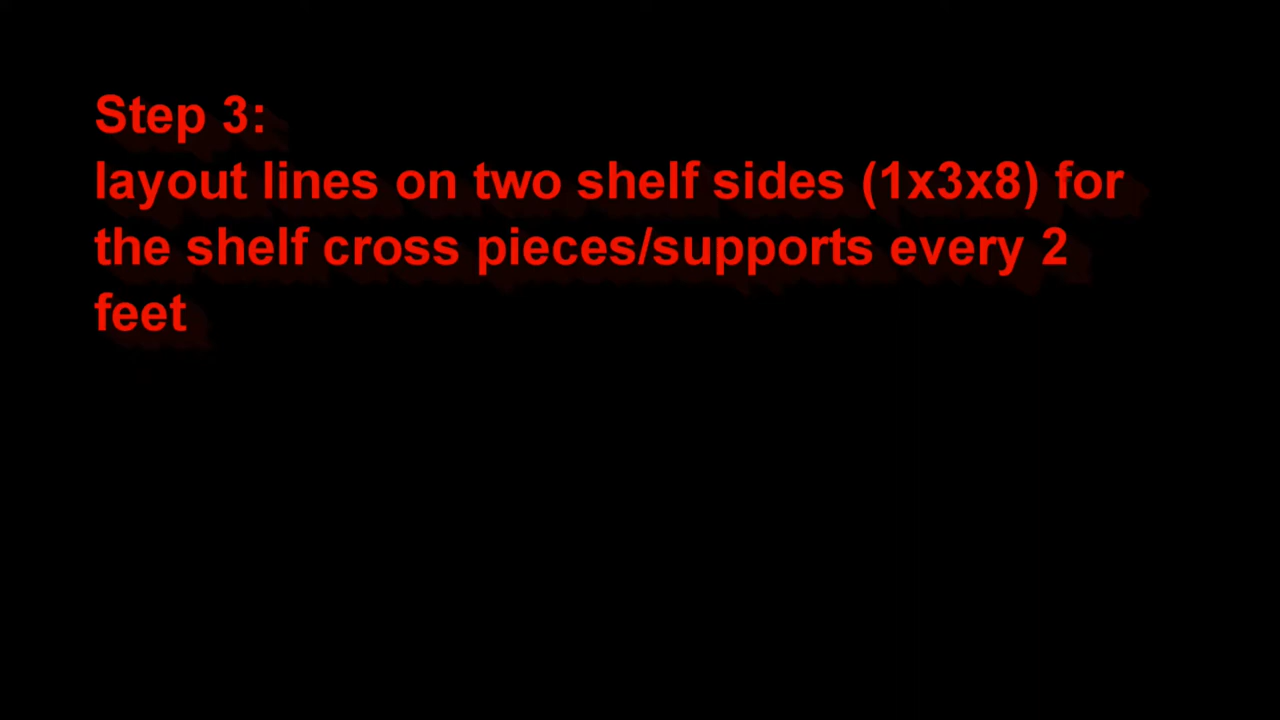 Step 3:
layout lines on two shelf sides (1x3x8) for
the shelf cross pieces/supports every 2
feet